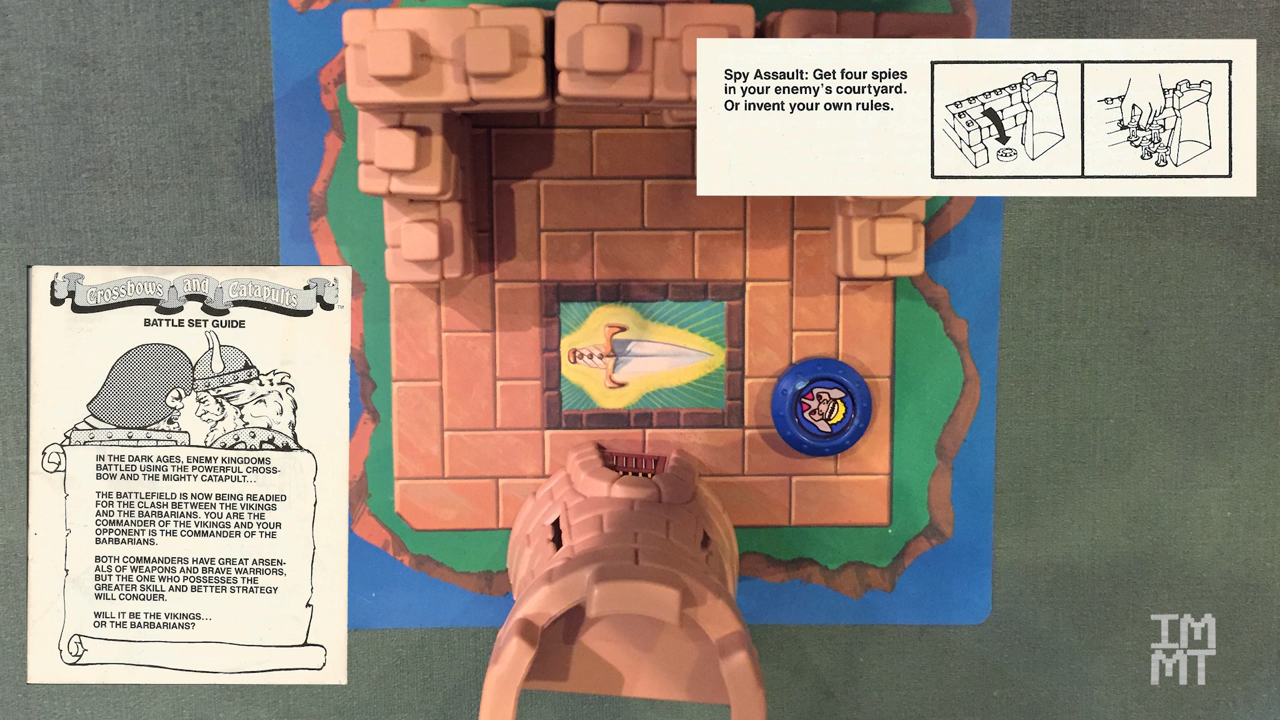 Spy Assault: Get four spies
in your enemy's courtyard.
Or invent your own rules.
Crossbows and Catapults™
BATTLE SET GUIDE
IN THE DARK AGES, ENEMY KINGDOMS
BATTLED USING THE POWERFUL CROSS-
BOW AND THE MIGHTY CATAPULT...
THE BATTLEFIELD IS NOW BEING READIED
FOR THE CLASH BETWEEN THE VIKINGS
AND THE BARBARIANS. YOU ARE THE
COMMANDER OF THE VIKINGS AND YOUR
OPPONENT IS THE COMMANDER OF THE
BARBARIANS.
BOTH COMMANDERS HAVE GREAT ARSEN-
ALS OF WEAPONS AND BRAVE WARRIORS,
BUT THE ONE WHO POSSESSES THE
GREATER SKILL AND BETTER STRATEGY
WILL CONQUER.
WILL IT BE THE VIKINGS...
OR THE BARBARIANS?
IM
MT